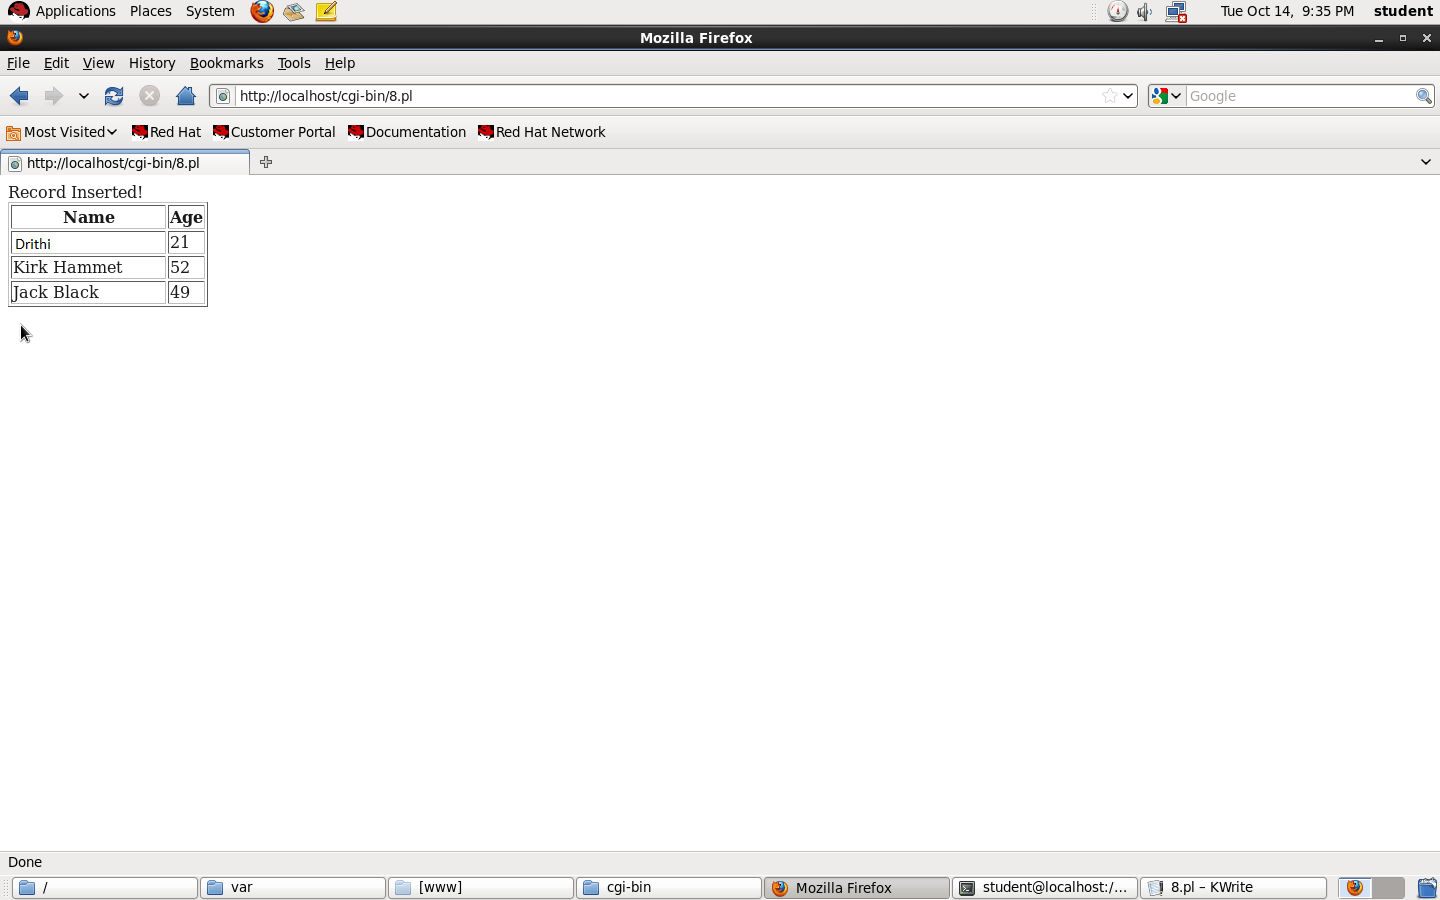 Applications Places System Tue Oct 14, 9:35 PM student
Mozilla Firefox
File Edit View History Bookmarks Tools Help
http://localhost/cgi-bin/8.pl Google
Most Visited Red Hat Customer Portal Documentation Red Hat Network
http://localhost/cgi-bin/8.pl
Record Inserted!
Name Age
Drithi 21
Kirk Hammet 52
Jack Black 49
Done
/ var [www] cgi-bin Mozilla Firefox student@localhost:/... 8.pl – KWrite